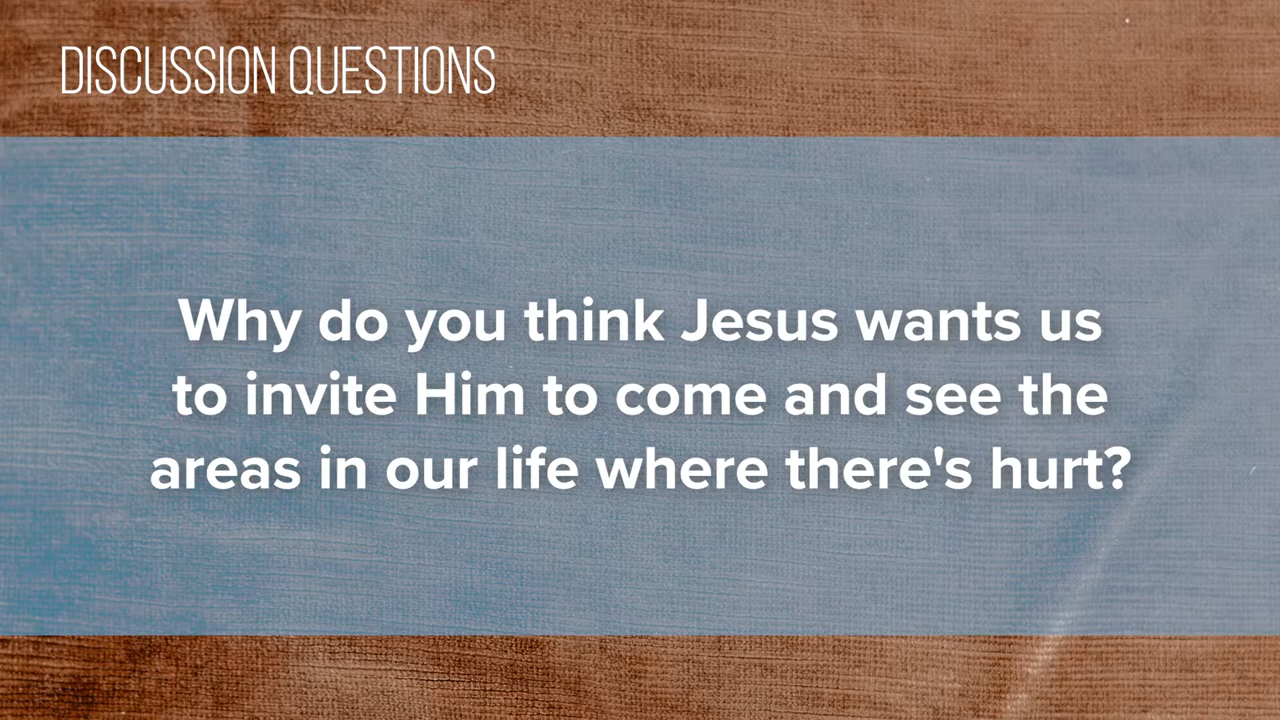 DISCUSSION QUESTIONS
Why do you think Jesus wants us
to invite Him to come and see the
areas in our life where there's hurt?